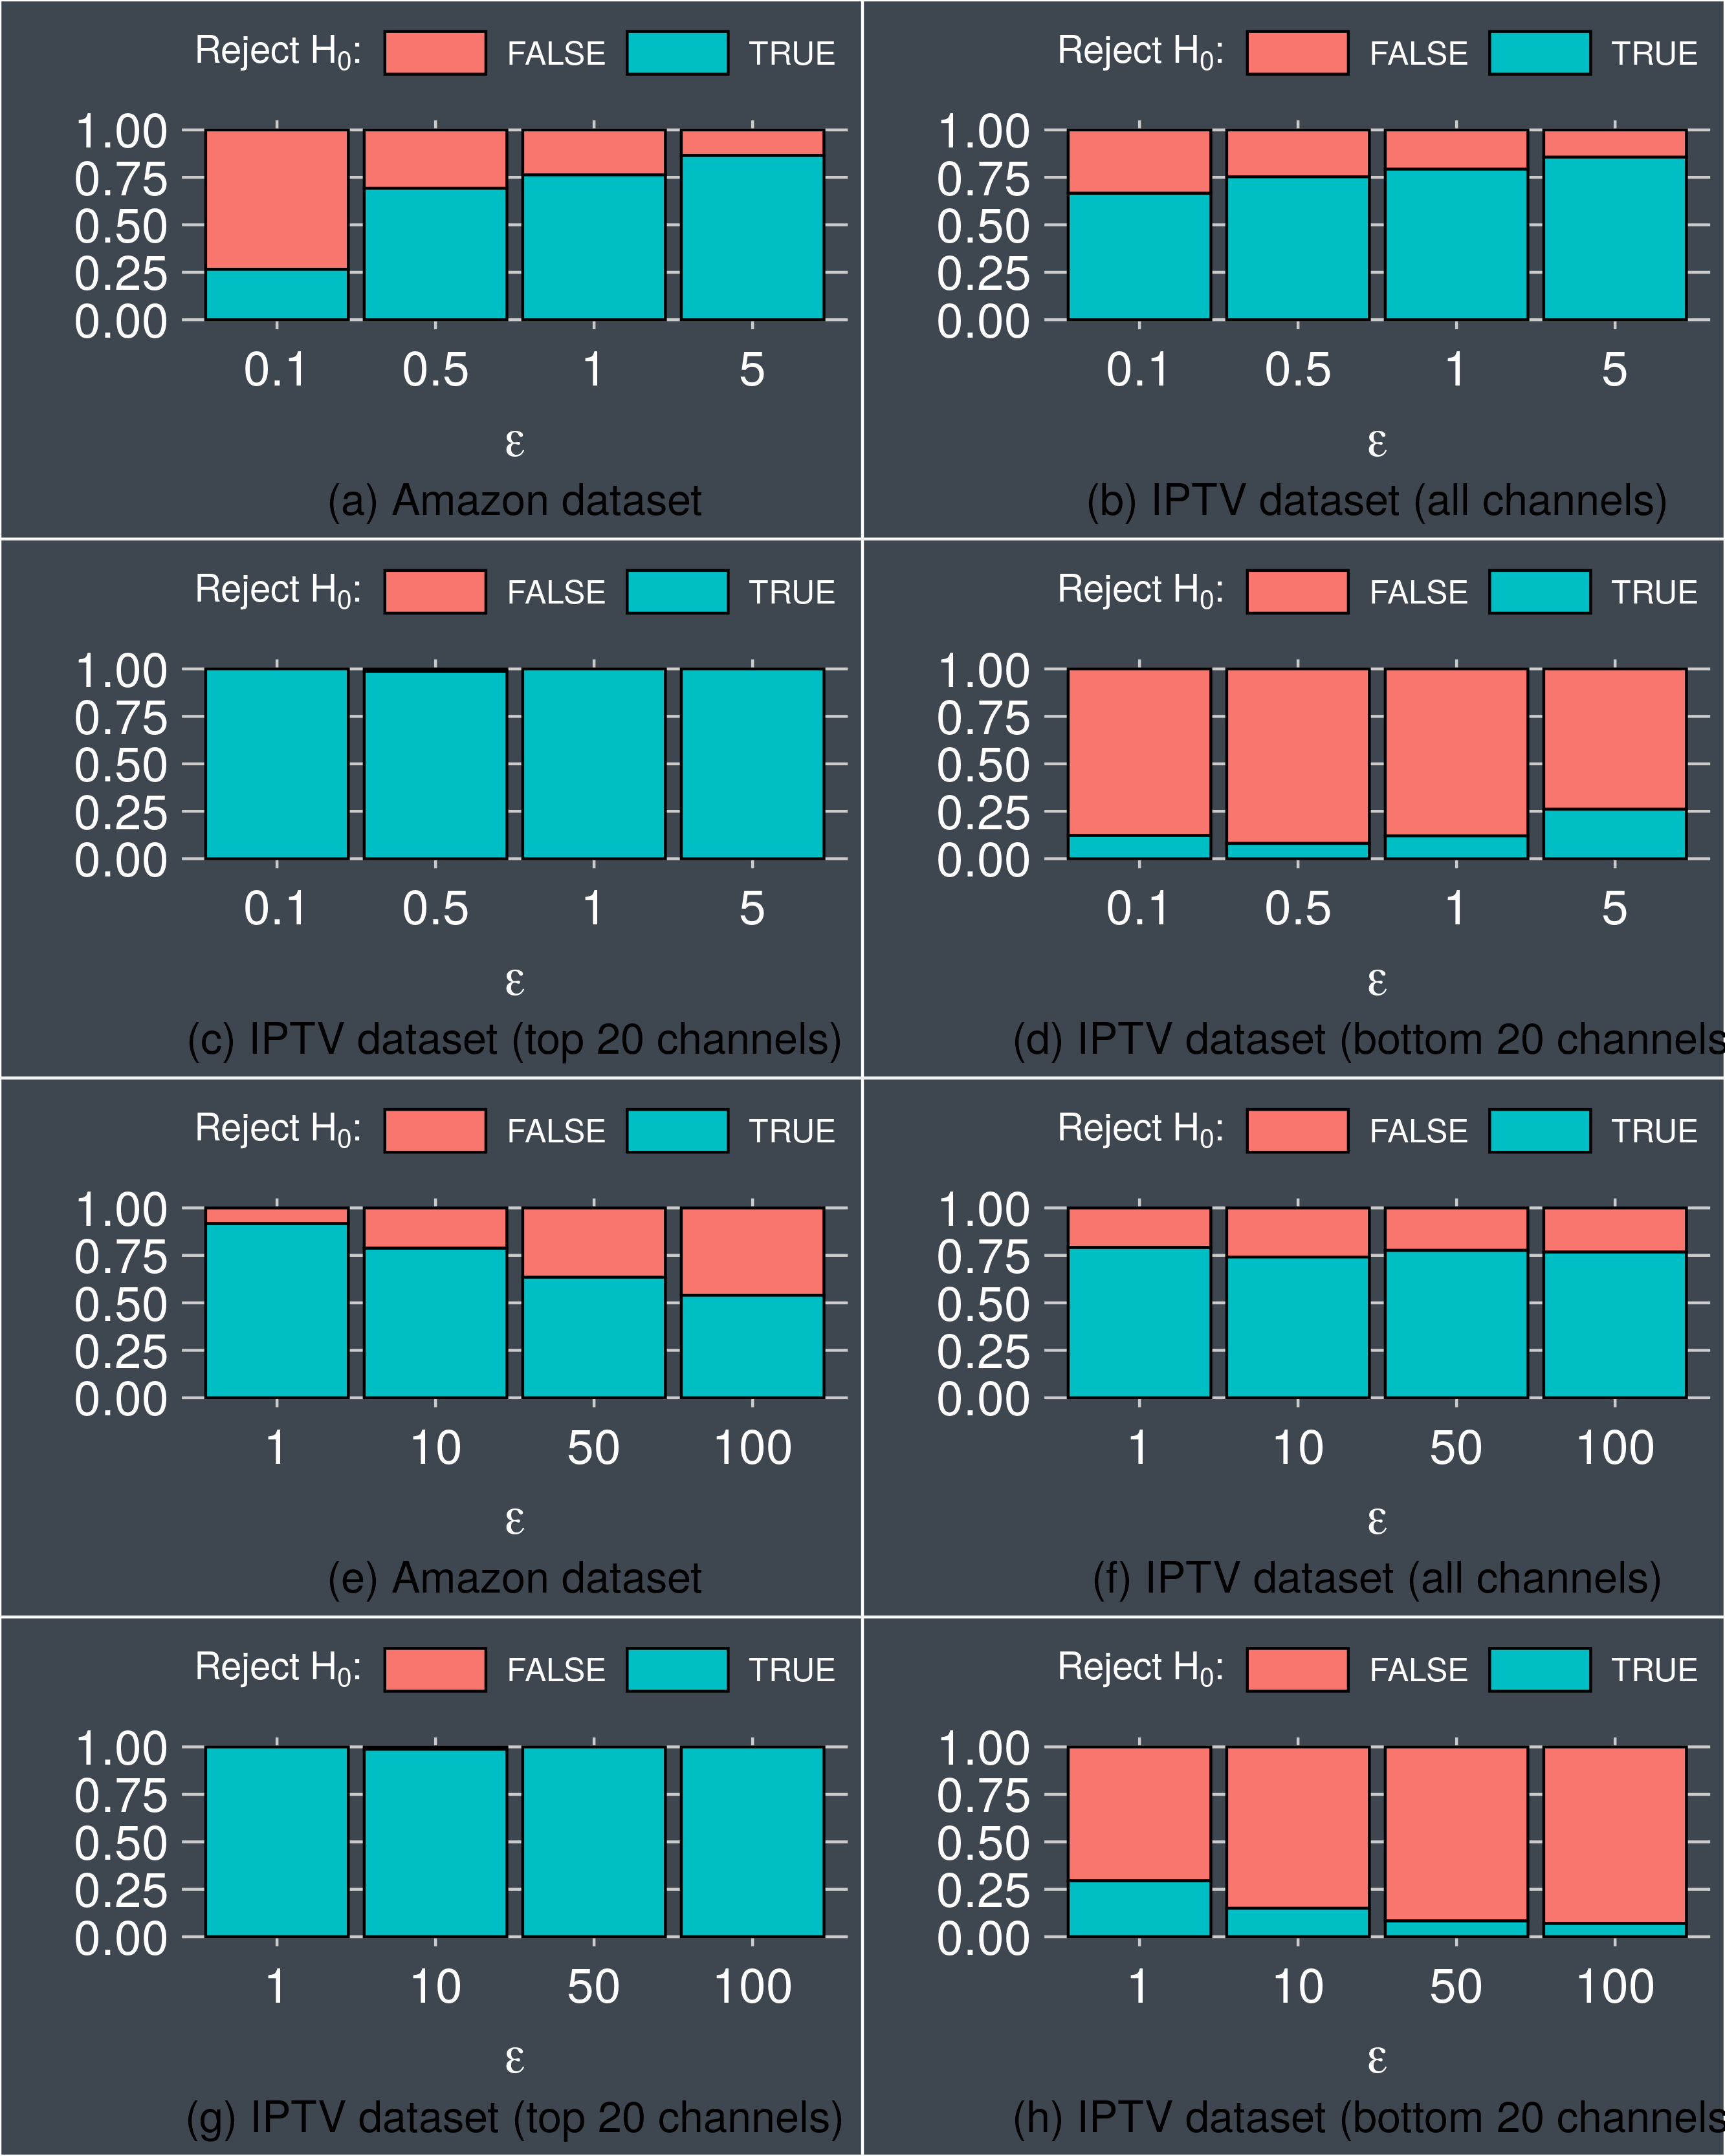 Reject H0: FALSE TRUE
1.00
0.75
0.50
0.25
0.00
0.1 0.5 1 5
ε
(a) Amazon dataset
Reject H0: FALSE TRUE
1.00
0.75
0.50
0.25
0.00
0.1 0.5 1 5
ε
(b) IPTV dataset (all channels)
Reject H0: FALSE TRUE
1.00
0.75
0.50
0.25
0.00
0.1 0.5 1 5
ε
(c) IPTV dataset (top 20 channels)
Reject H0: FALSE TRUE
1.00
0.75
0.50
0.25
0.00
0.1 0.5 1 5
ε
(d) IPTV dataset (bottom 20 channels
Reject H0: FALSE TRUE
1.00
0.75
0.50
0.25
0.00
1 10 50 100
ε
(e) Amazon dataset
Reject H0: FALSE TRUE
1.00
0.75
0.50
0.25
0.00
1 10 50 100
ε
(f) IPTV dataset (all channels)
Reject H0: FALSE TRUE
1.00
0.75
0.50
0.25
0.00
1 10 50 100
ε
(g) IPTV dataset (top 20 channels)
Reject H0: FALSE TRUE
1.00
0.75
0.50
0.25
0.00
1 10 50 100
ε
(h) IPTV dataset (bottom 20 channels